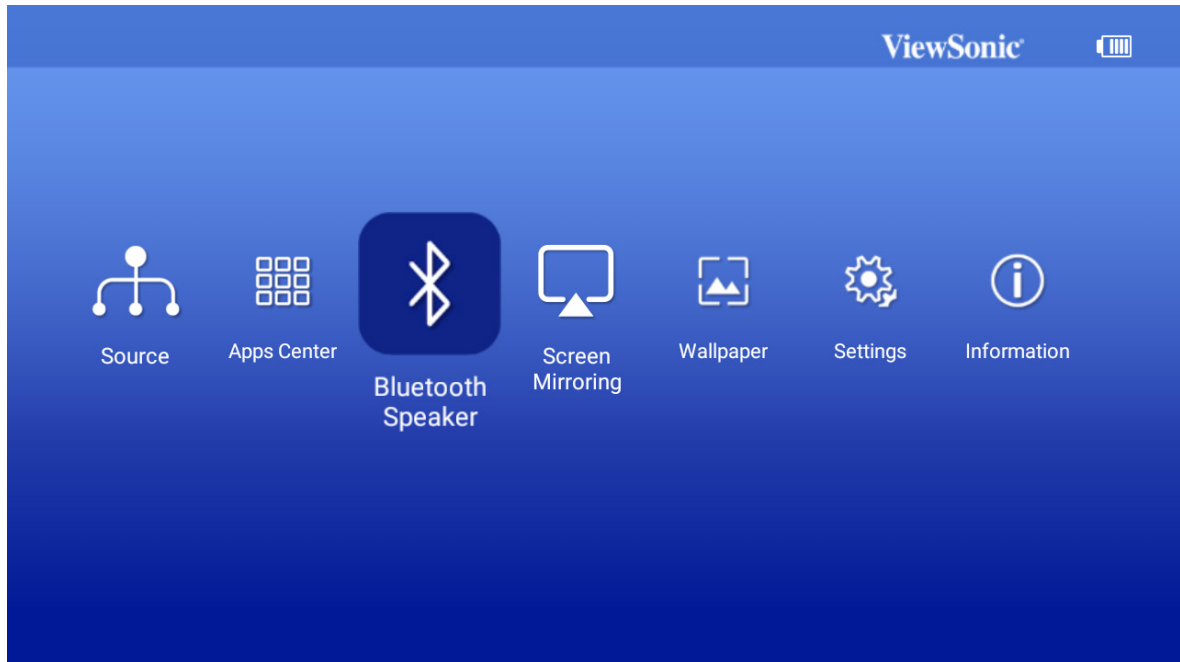 ViewSonic®
Source
Apps Center
Bluetooth
Speaker
Screen
Mirroring
Wallpaper
Settings
Information